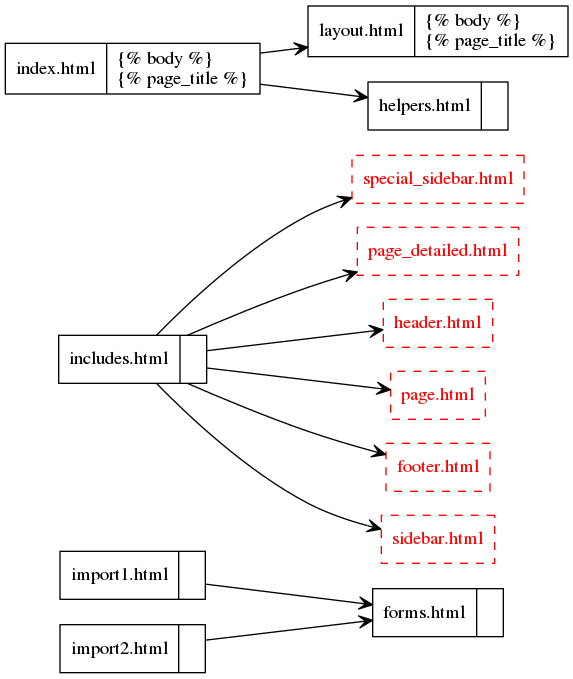 layout.html
{% body %}
{% page_title %}
index.html
{% body %}
{% page_title %}
helpers.html
special_sidebar.html
page_detailed.html
header.html
includes.html
page.html
footer.html
sidebar.html
import1.html
forms.html
import2.html